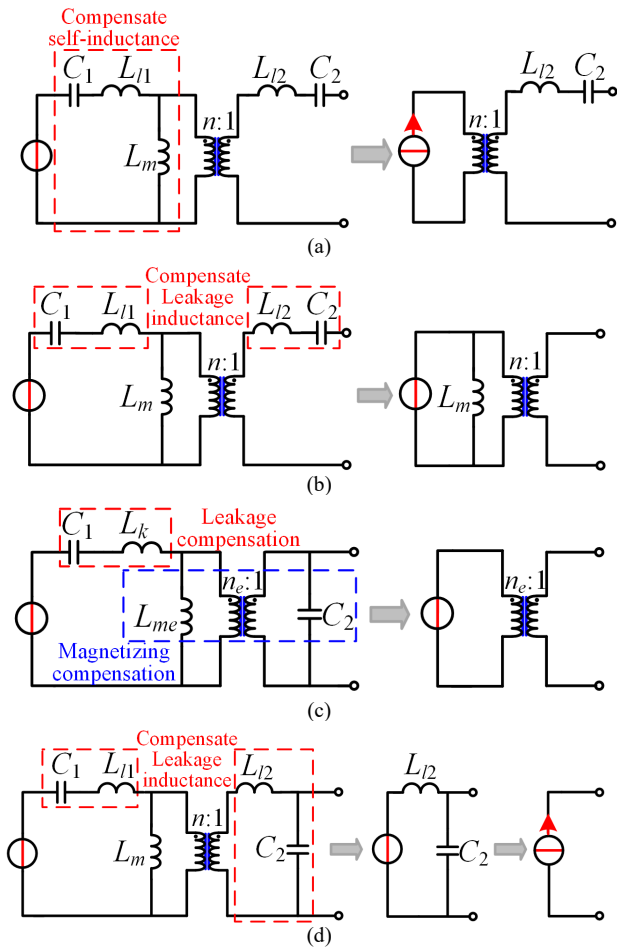 Compensate
self-inductance
C1 Ll1 Ll2 C2 Ll2 C2
n:1 n:1
Lm
(a)
Compensate
Leakage
inductance
C1 Ll1 Ll2 C2
n:1 n:1
Lm Lm
(b)
C1 Lk Leakage
compensation
ne:1 ne:1
Lme C2
Magnetizing
compensation
(c)
Compensate
Leakage
inductance
C1 Ll1 Ll2 Ll2
n:1
Lm C2 C2
(d)